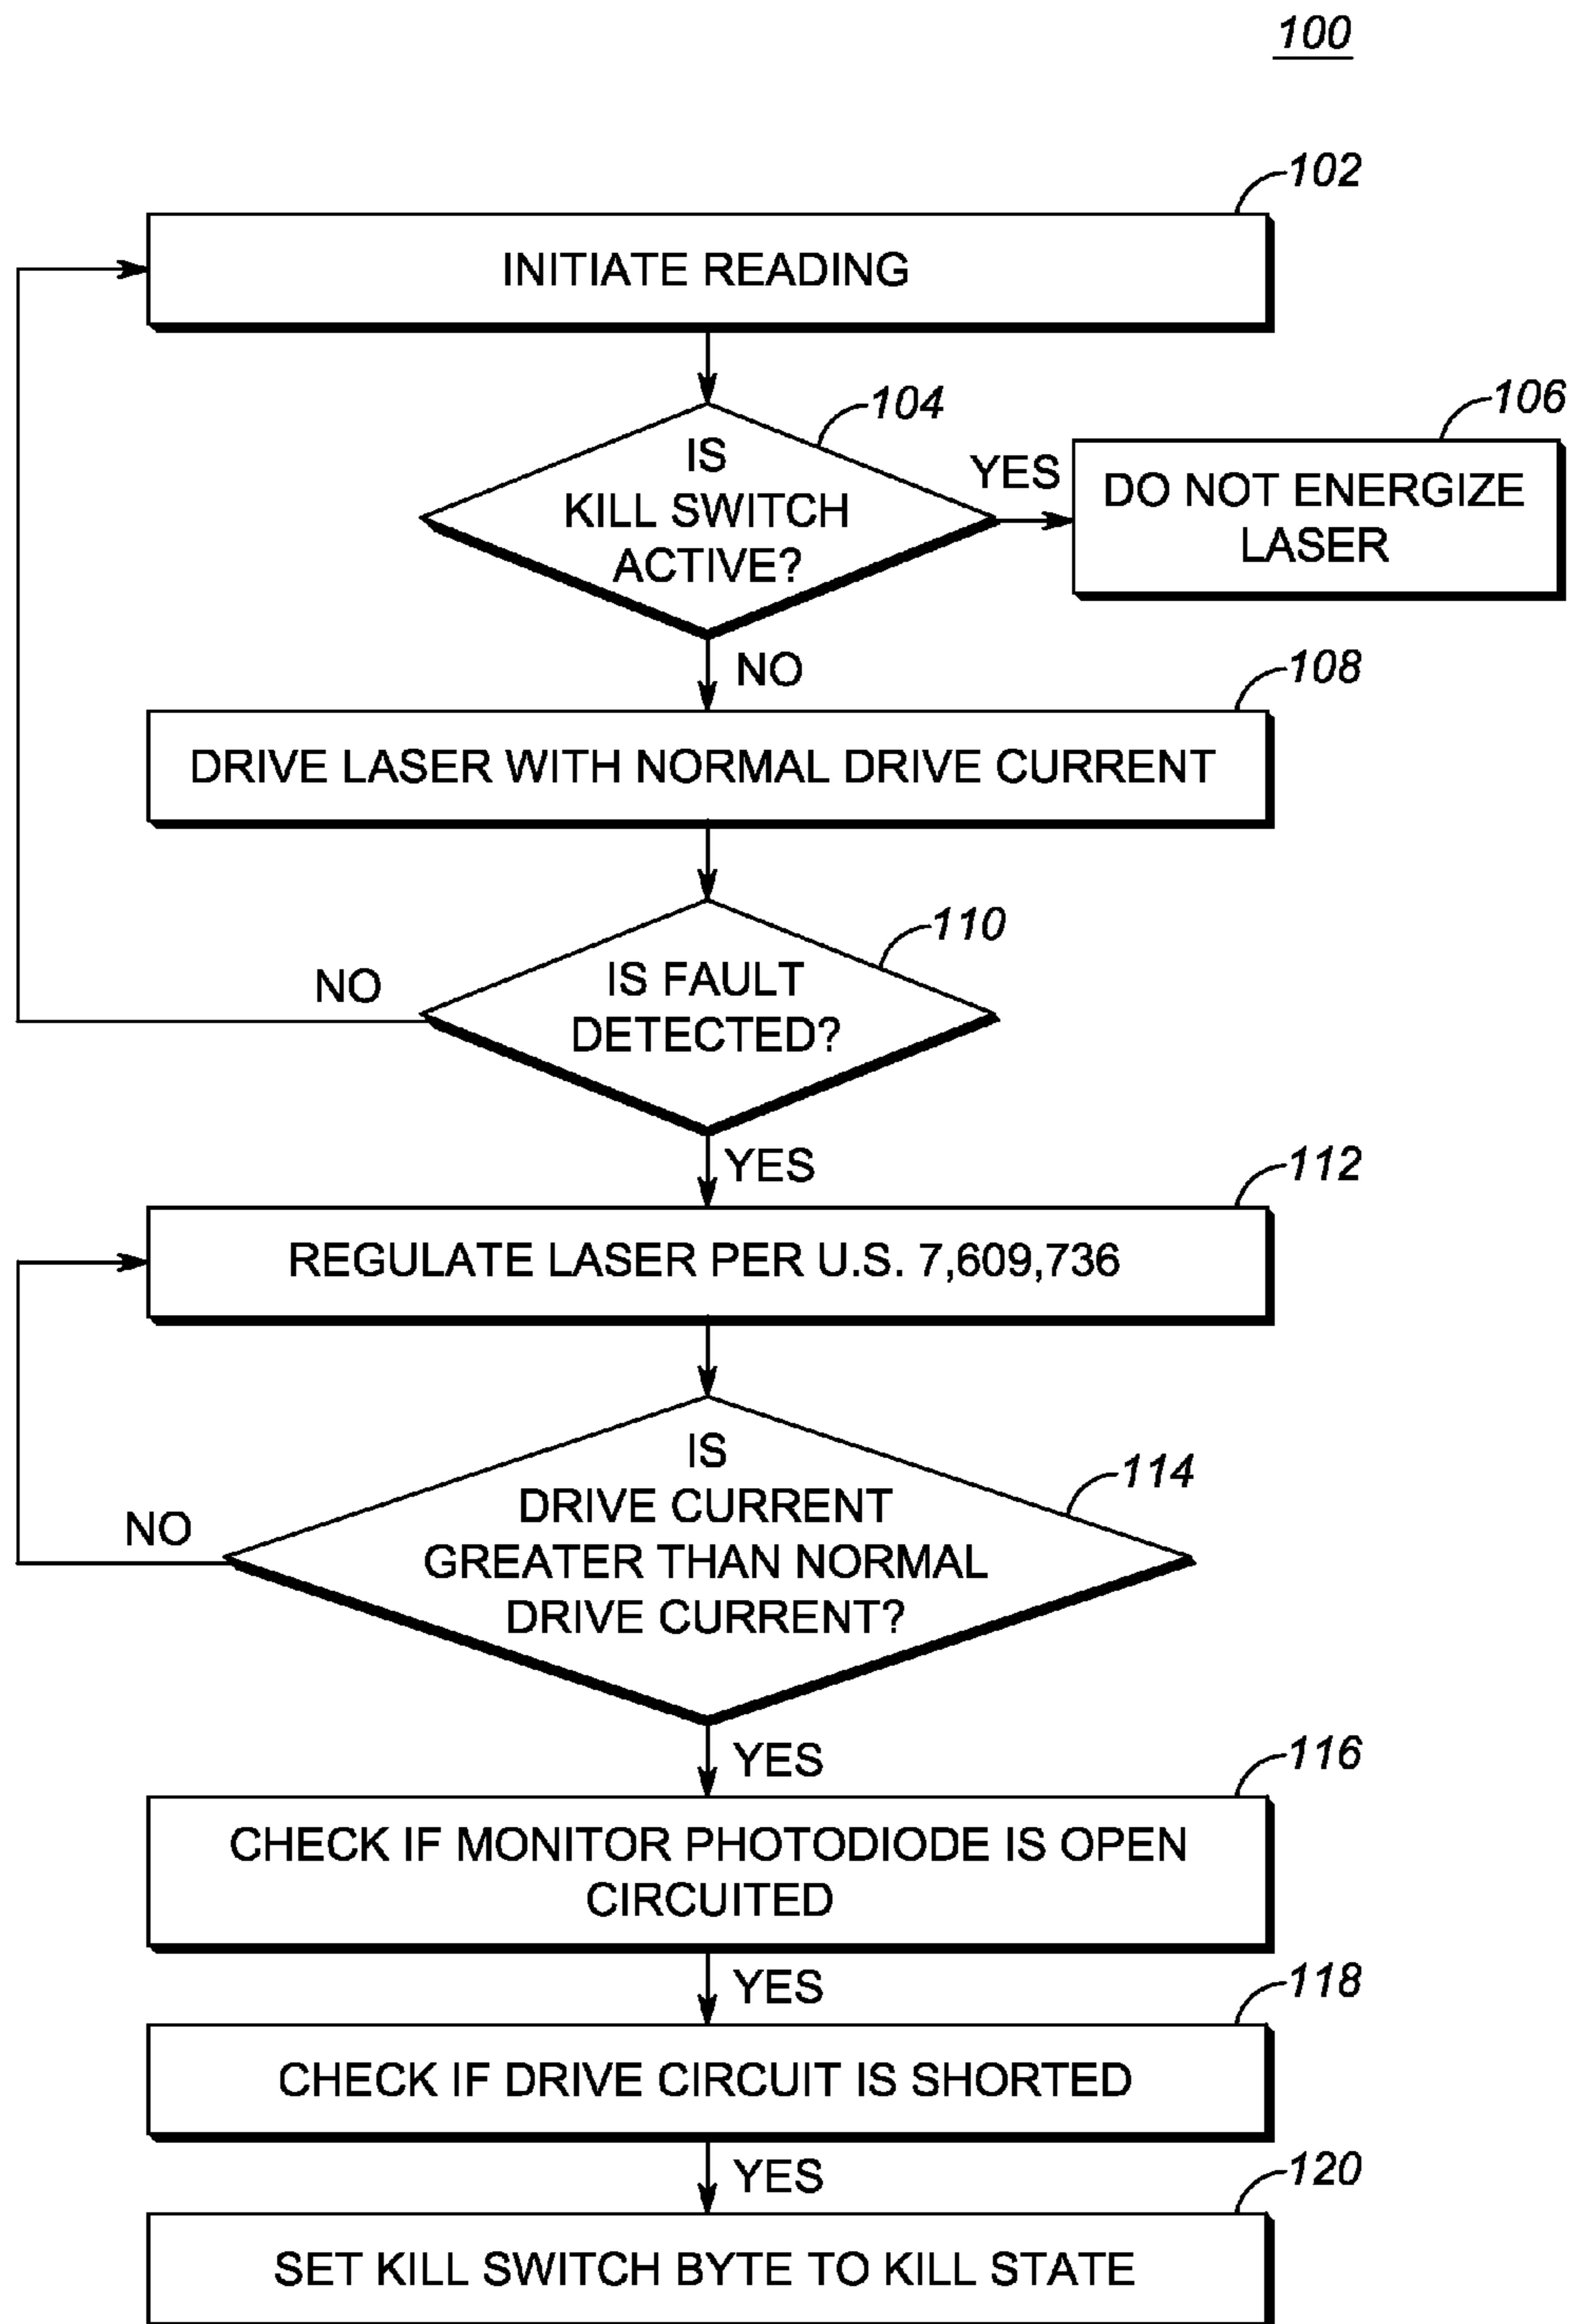 100
102
INITIATE READING
104
IS
KILL SWITCH
ACTIVE?
YES
106
DO NOT ENERGIZE
LASER
NO
108
DRIVE LASER WITH NORMAL DRIVE CURRENT
110
IS FAULT
DETECTED?
NO
YES
112
REGULATE LASER PER U.S. 7,609,736
114
IS
DRIVE CURRENT
GREATER THAN NORMAL
DRIVE CURRENT?
NO
YES
116
CHECK IF MONITOR PHOTODIODE IS OPEN
CIRCUITED
YES
118
CHECK IF DRIVE CIRCUIT IS SHORTED
YES
120
SET KILL SWITCH BYTE TO KILL STATE